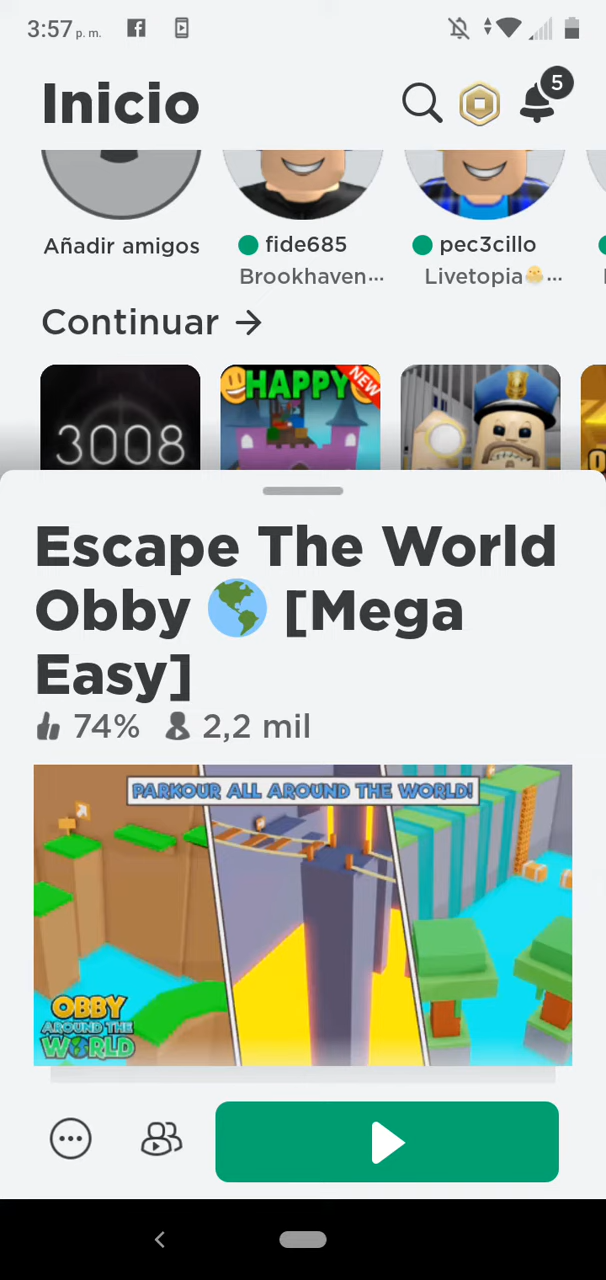 3:57 p. m.
Inicio
5
Añadir amigos
fide685
pec3cillo
Brookhaven...
Livetopia🐣...
Continuar →
3008
HAPPY
NEW
Escape The World
Obby 🌎 [Mega
Easy]
74% 2,2 mil
PARKOUR ALL AROUND THE WORLD!
OBBY
AROUND THE
WORLD